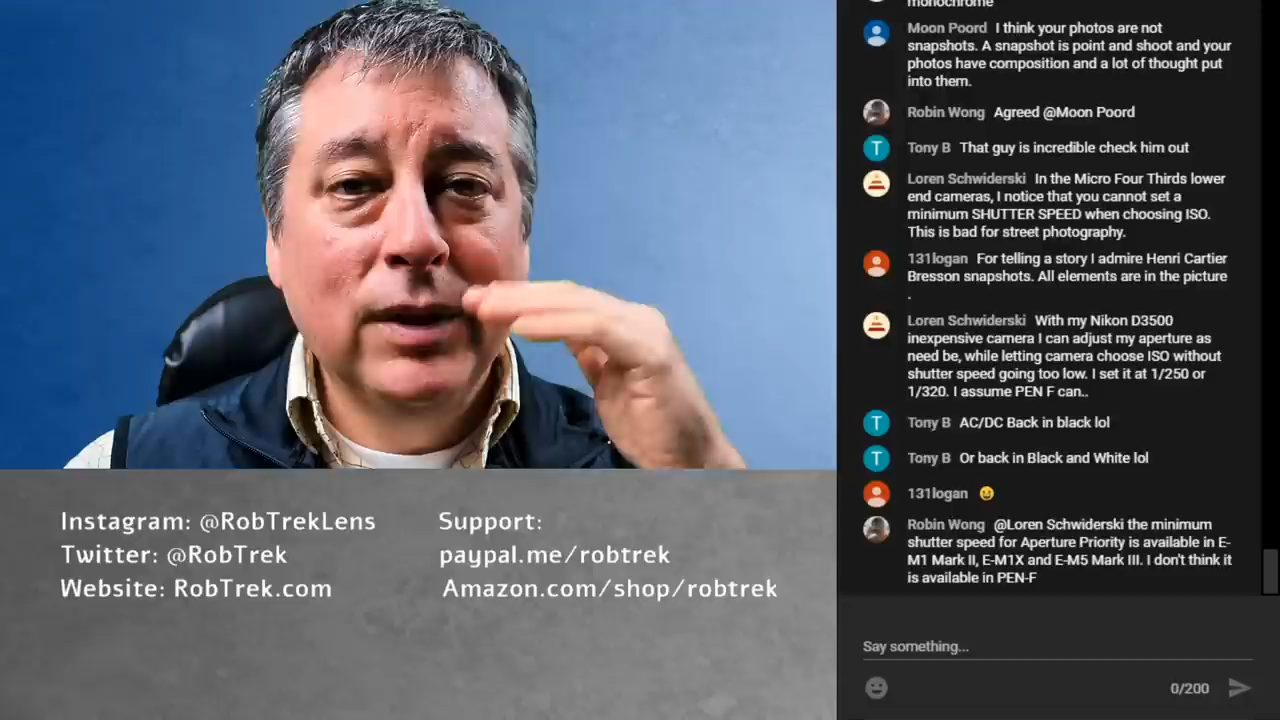 monochrome
Moon Poord I think your photos are not
snapshots. A snapshot is point and shoot and your
photos have composition and a lot of thought put
into them.
Robin Wong Agreed @Moon Poord
T
Tony B That guy is incredible check him out
Loren Schwiderski In the Micro Four Thirds lower
end cameras, I notice that you cannot set a
minimum SHUTTER SPEED when choosing ISO.
This is bad for street photography.
131logan For telling a story I admire Henri Cartier
Bresson snapshots. All elements are in the picture
.
Loren Schwiderski With my Nikon D3500
inexpensive camera I can adjust my aperture as
need be, while letting camera choose ISO without
shutter speed going too low. I set it at 1/250 or
1/320. I assume PEN F can..
T
Tony B AC/DC Back in black lol
T
Tony B Or back in Black and White lol
131logan
Robin Wong @Loren Schwiderski the minimum
shutter speed for Aperture Priority is available in E-
M1 Mark II, E-M1X and E-M5 Mark III. I don't think it
is available in PEN-F
Say something...
0/200
Instagram: @RobTrekLens
Twitter: @RobTrek
Website: RobTrek.com
Support:
paypal.me/robtrek
Amazon.com/shop/robtrek